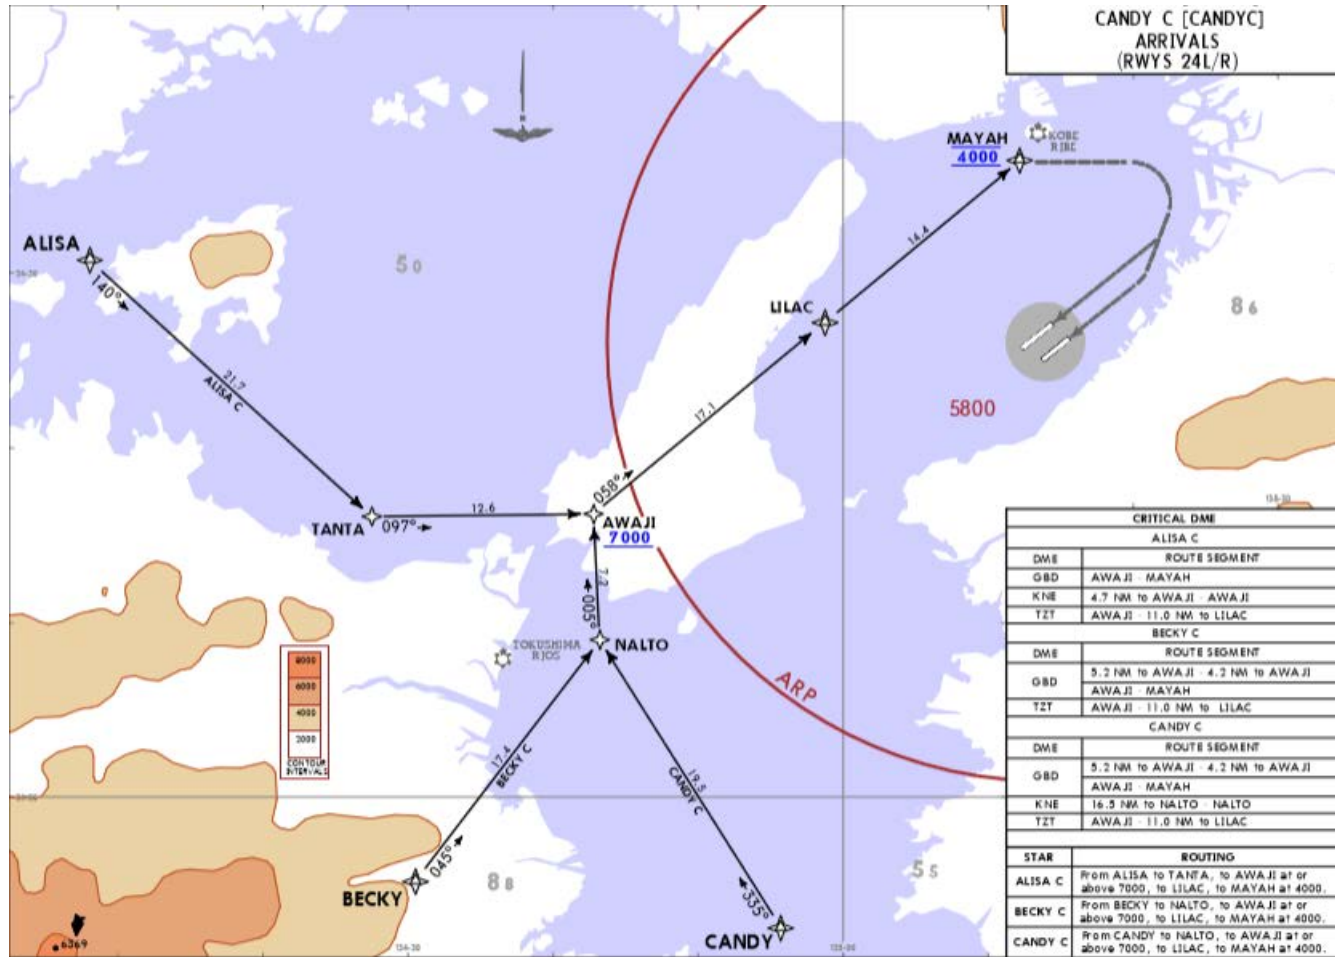 CANDY C [CANDYC]
ARRIVALS
(RWYS 24L/R)
MAYAH
4000
KOBE
RJBE
ALISA
140°
50
14.4
LILAC
86
21.7
ALISA C
5800
17.1
058°
TANTA
097°
12.6
AWAJI
7000
7.2
005°
NALTO
TOKUSHIMA
RJOS
ARP
8000
6000
4000
2000
CONTOUR
INTERVALS
17.4
BECKY C
19.5
CANDY C
045°
BECKY
88
335°
CANDY
55
6369
134-30
135-00
CRITICAL DME
ALISA C
DME ROUTE SEGMENT
GBD AWAJI - MAYAH
KNE 4.7 NM to AWAJI - AWAJI
TZT AWAJI - 11.0 NM to LILAC
BECKY C
DME ROUTE SEGMENT
GBD 5.2 NM to AWAJI - 4.2 NM to AWAJI
AWAJI - MAYAH
TZT AWAJI - 11.0 NM to LILAC
CANDY C
DME ROUTE SEGMENT
GBD 5.2 NM to AWAJI - 4.2 NM to AWAJI
AWAJI - MAYAH
KNE 16.5 NM to NALTO - NALTO
TZT AWAJI - 11.0 NM to LILAC
STAR ROUTING
ALISA C From ALISA to TANTA, to AWAJI at or
above 7000, to LILAC, to MAYAH at 4000.
BECKY C From BECKY to NALTO, to AWAJI at or
above 7000, to LILAC, to MAYAH at 4000.
CANDY C From CANDY to NALTO, to AWAJI at or
above 7000, to LILAC, to MAYAH at 4000.